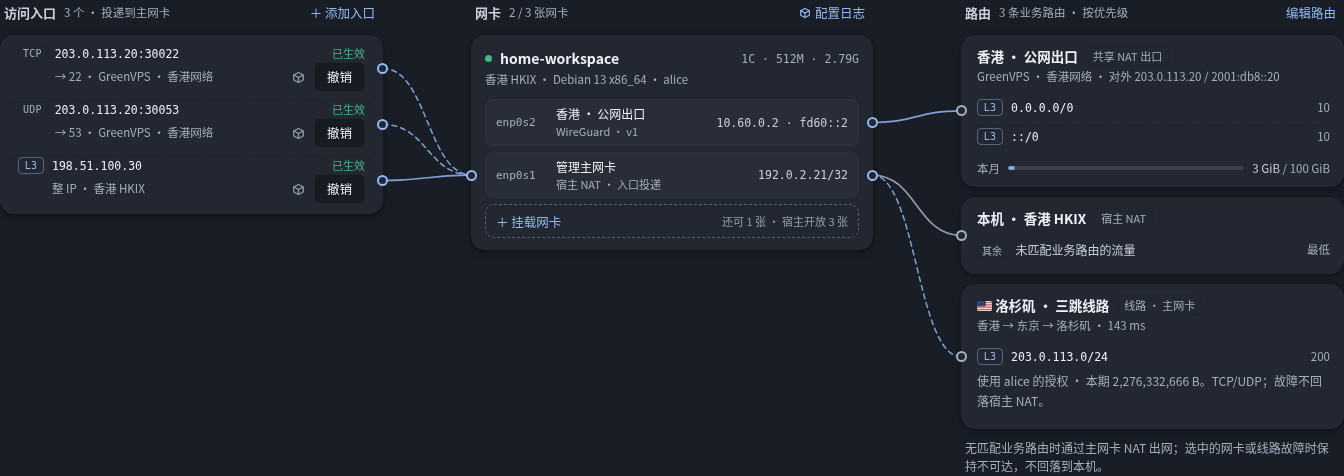 访问入口 3 个 · 投递到主网卡 + 添加入口
TCP 203.0.113.20:30022 已生效
→ 22 · GreenVPS · 香港网络 撤销
UDP 203.0.113.20:30053 已生效
→ 53 · GreenVPS · 香港网络 撤销
L3 198.51.100.30 已生效
整 IP · 香港 HKIX 撤销
网卡 2 / 3 张网卡 配置日志
home-workspace 1C · 512M · 2.79G
香港 HKIX · Debian 13 x86_64 · alice
enp0s2 香港 · 公网出口 10.60.0.2 · fd60::2
WireGuard · v1
enp0s1 管理主网卡 192.0.2.21/32
宿主 NAT · 入口投递
+ 挂载网卡 还可 1 张 · 宿主开放 3 张
路由 3 条业务路由 · 按优先级 编辑路由
香港 · 公网出口 共享 NAT 出口
GreenVPS · 香港网络 · 对外 203.0.113.20 / 2001:db8::20
L3 0.0.0.0/0 10
L3 ::/0 10
本月 3 GiB / 100 GiB
本机 · 香港 HKIX 宿主 NAT
其余 未匹配业务路由的流量 最低
洛杉矶 · 三跳线路 线路 · 主网卡
香港 → 东京 → 洛杉矶 · 143 ms
L3 203.0.113.0/24 200
使用 alice 的授权 · 本期 2,276,332,666 B。TCP/UDP；故障不回
落宿主 NAT。
无匹配业务路由时通过主网卡 NAT 出网；选中的网卡或线路故障时保
持不可达，不回落到本机。